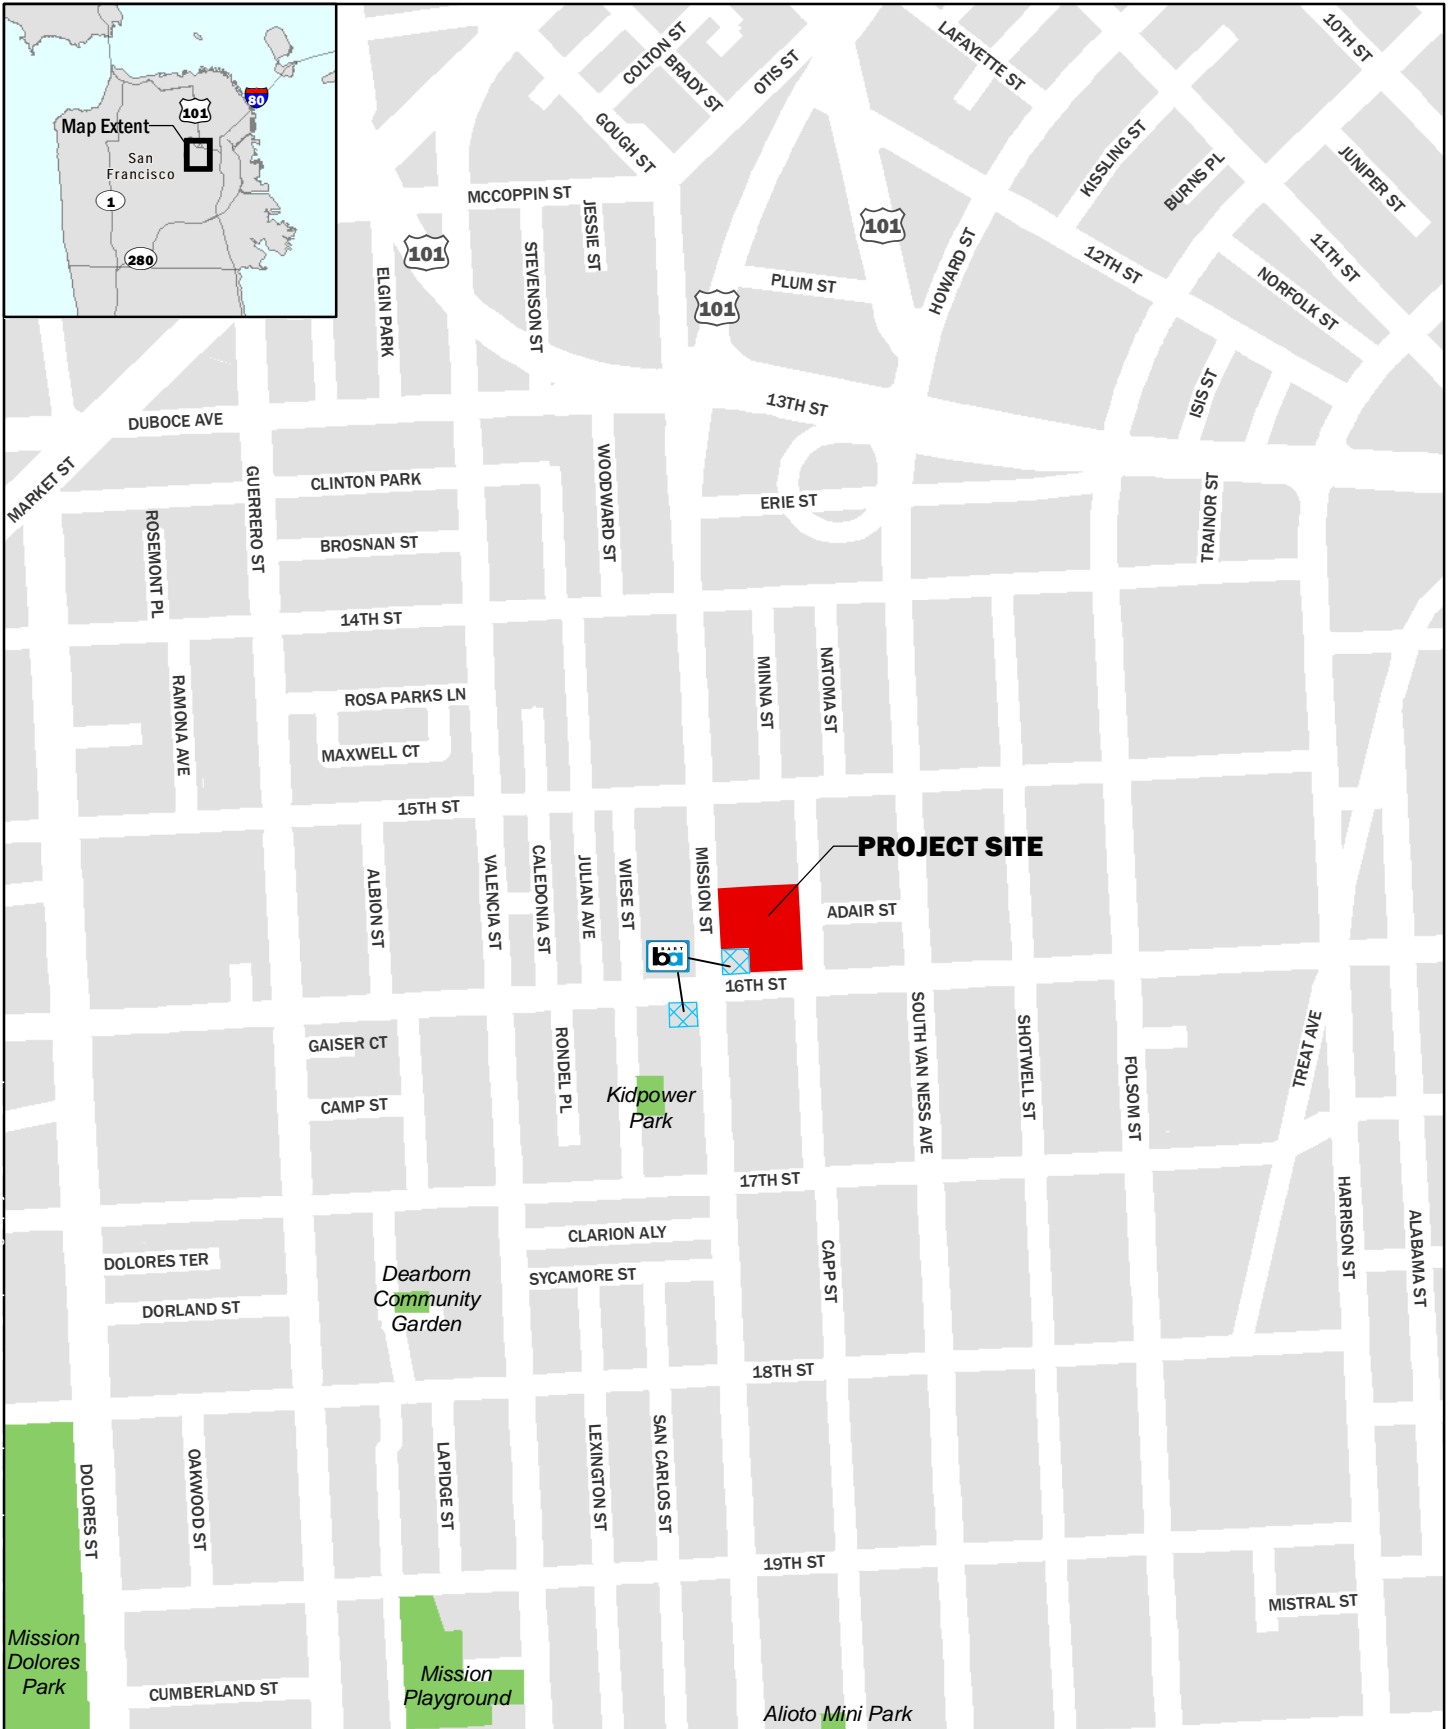 101
80
Map Extent
San
Francisco
1
280
COLTON ST
BRADY ST
OTIS ST
LAFAYETTE ST
10TH ST
GOUGH ST
KISSLING ST
BURNS PL
JUNIPER ST
MCCOPPIN ST
JESSIE ST
STEVENSON ST
ELGIN PARK
101
101
101
PLUM ST
HOWARD ST
12TH ST
11TH ST
NORFOLK ST
ISIS ST
DUBOCE AVE
13TH ST
MARKET ST
GUERRERO ST
CLINTON PARK
WOODWARD ST
ERIE ST
TRAINOR ST
ROSEMONT PL
BROSNAN ST
14TH ST
RAMONA AVE
ROSA PARKS LN
MAXWELL CT
MINNA ST
NATOMA ST
15TH ST
ALBION ST
VALENCIA ST
CALEDONIA ST
JULIAN AVE
WIESE ST
MISSION ST
PROJECT SITE
ADAIR ST
BART
ba
16TH ST
GAISER CT
CAMP ST
RONDEL PL
Kidpower
Park
SOUTH VAN NESS AVE
SHOTWELL ST
FOLSOM ST
TREAT AVE
17TH ST
HARRISON ST
ALABAMA ST
DOLORES TER
DORLAND ST
Dearborn
Community
Garden
CLARION ALY
SYCAMORE ST
CAPP ST
18TH ST
DOLORES ST
OAKWOOD ST
LAPIDGE ST
LEXINGTON ST
SAN CARLOS ST
19TH ST
MISTRAL ST
Mission
Dolores
Park
CUMBERLAND ST
Mission
Playground
Alioto Mini Park